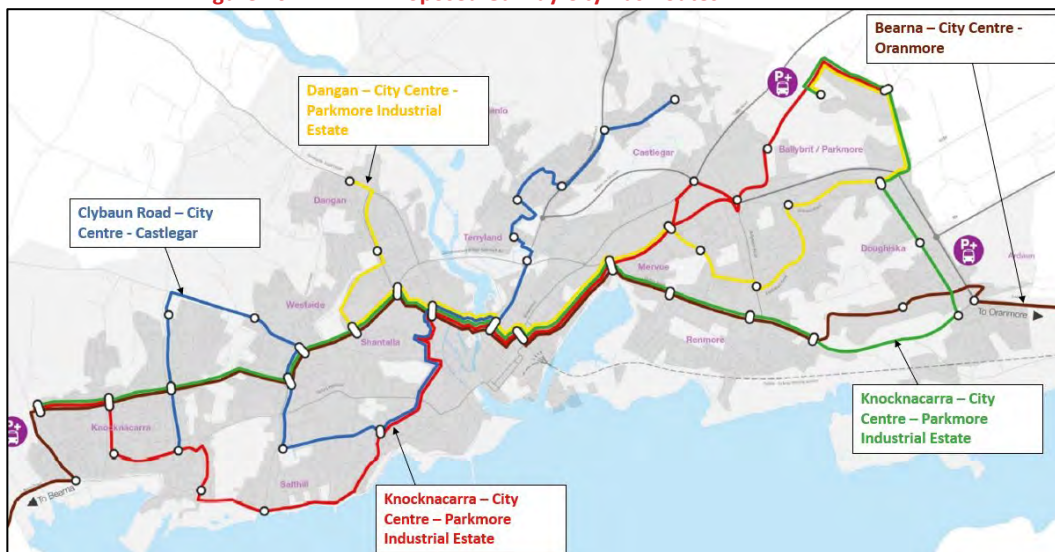 Bearna – City Centre -
Oranmore
Dangan – City Centre -
Parkmore Industrial
Estate
Castlegar
Ballybrit / Parkmore
Dangan
Clybaun Road – City
Centre - Castlegar
Terryland
Doughiska
Ardaun
Mervue
Westside
To Oranmore
Shantalla
Renmore
Knocknacarra
Knocknacarra – City
Centre – Parkmore
Industrial Estate
Salthill
To Bearna
Knocknacarra – City
Centre – Parkmore
Industrial Estate
P+
P+
P+